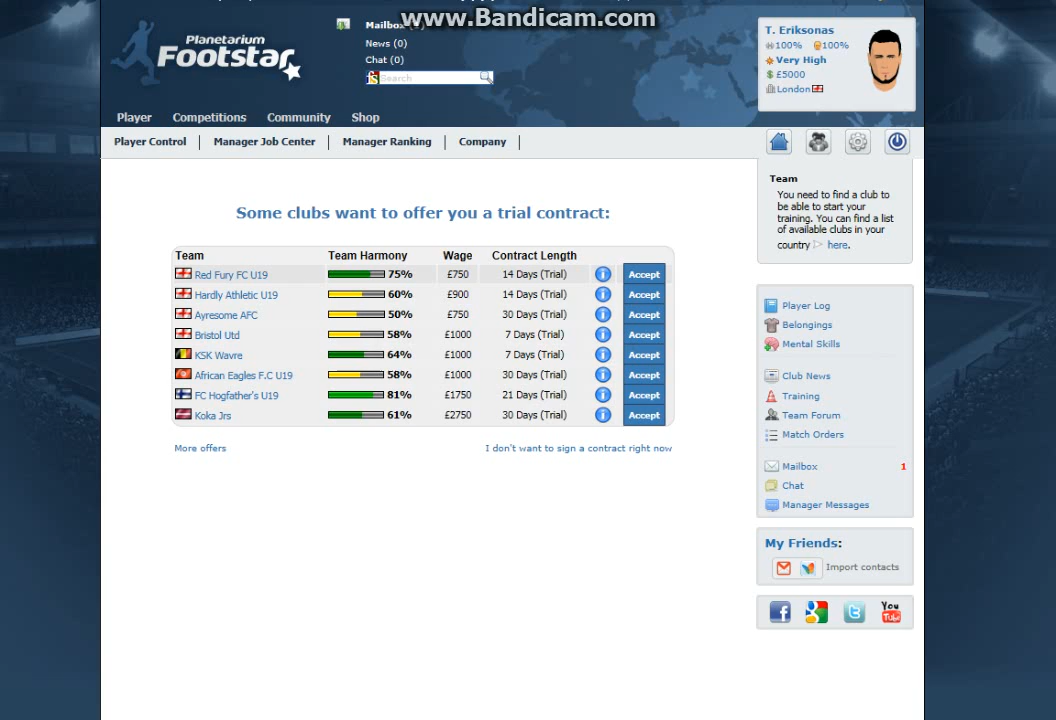 www.Bandicam.com
Planetarium
Footstar
Mailbox
News (0)
Chat (0)
Search
T. Eriksonas
100% 100%
Very High
£5000
London
Player Competitions Community Shop
Player Control Manager Job Center Manager Ranking Company
Team
You need to find a club to
be able to start your
training. You can find a list
of available clubs in your
country here.
Some clubs want to offer you a trial contract:
Team Team Harmony Wage Contract Length
Red Fury FC U19 75% £750 14 Days (Trial) Accept
Hardly Athletic U19 60% £900 14 Days (Trial) Accept
Ayresome AFC 50% £750 30 Days (Trial) Accept
Bristol Utd 58% £1000 7 Days (Trial) Accept
KSK Wavre 64% £1000 7 Days (Trial) Accept
African Eagles F.C U19 58% £1000 30 Days (Trial) Accept
FC Hogfather's U19 81% £1750 21 Days (Trial) Accept
Koka Jrs 61% £2750 30 Days (Trial) Accept
More offers I don't want to sign a contract right now
Player Log
Belongings
Mental Skills
Club News
Training
Team Forum
Match Orders
Mailbox 1
Chat
Manager Messages
My Friends:
Import contacts
You
Tube